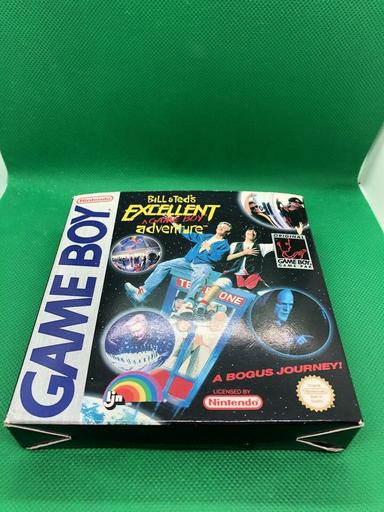 Nintendo
GAME BOY
Bill & Ted's
EXCELLENT
A GAME BOY
adventure
ORIGINAL
GAME BOY
GAME PAK
TELEPHONE
A BOGUS JOURNEY!
ljn
LICENSED BY
Nintendo